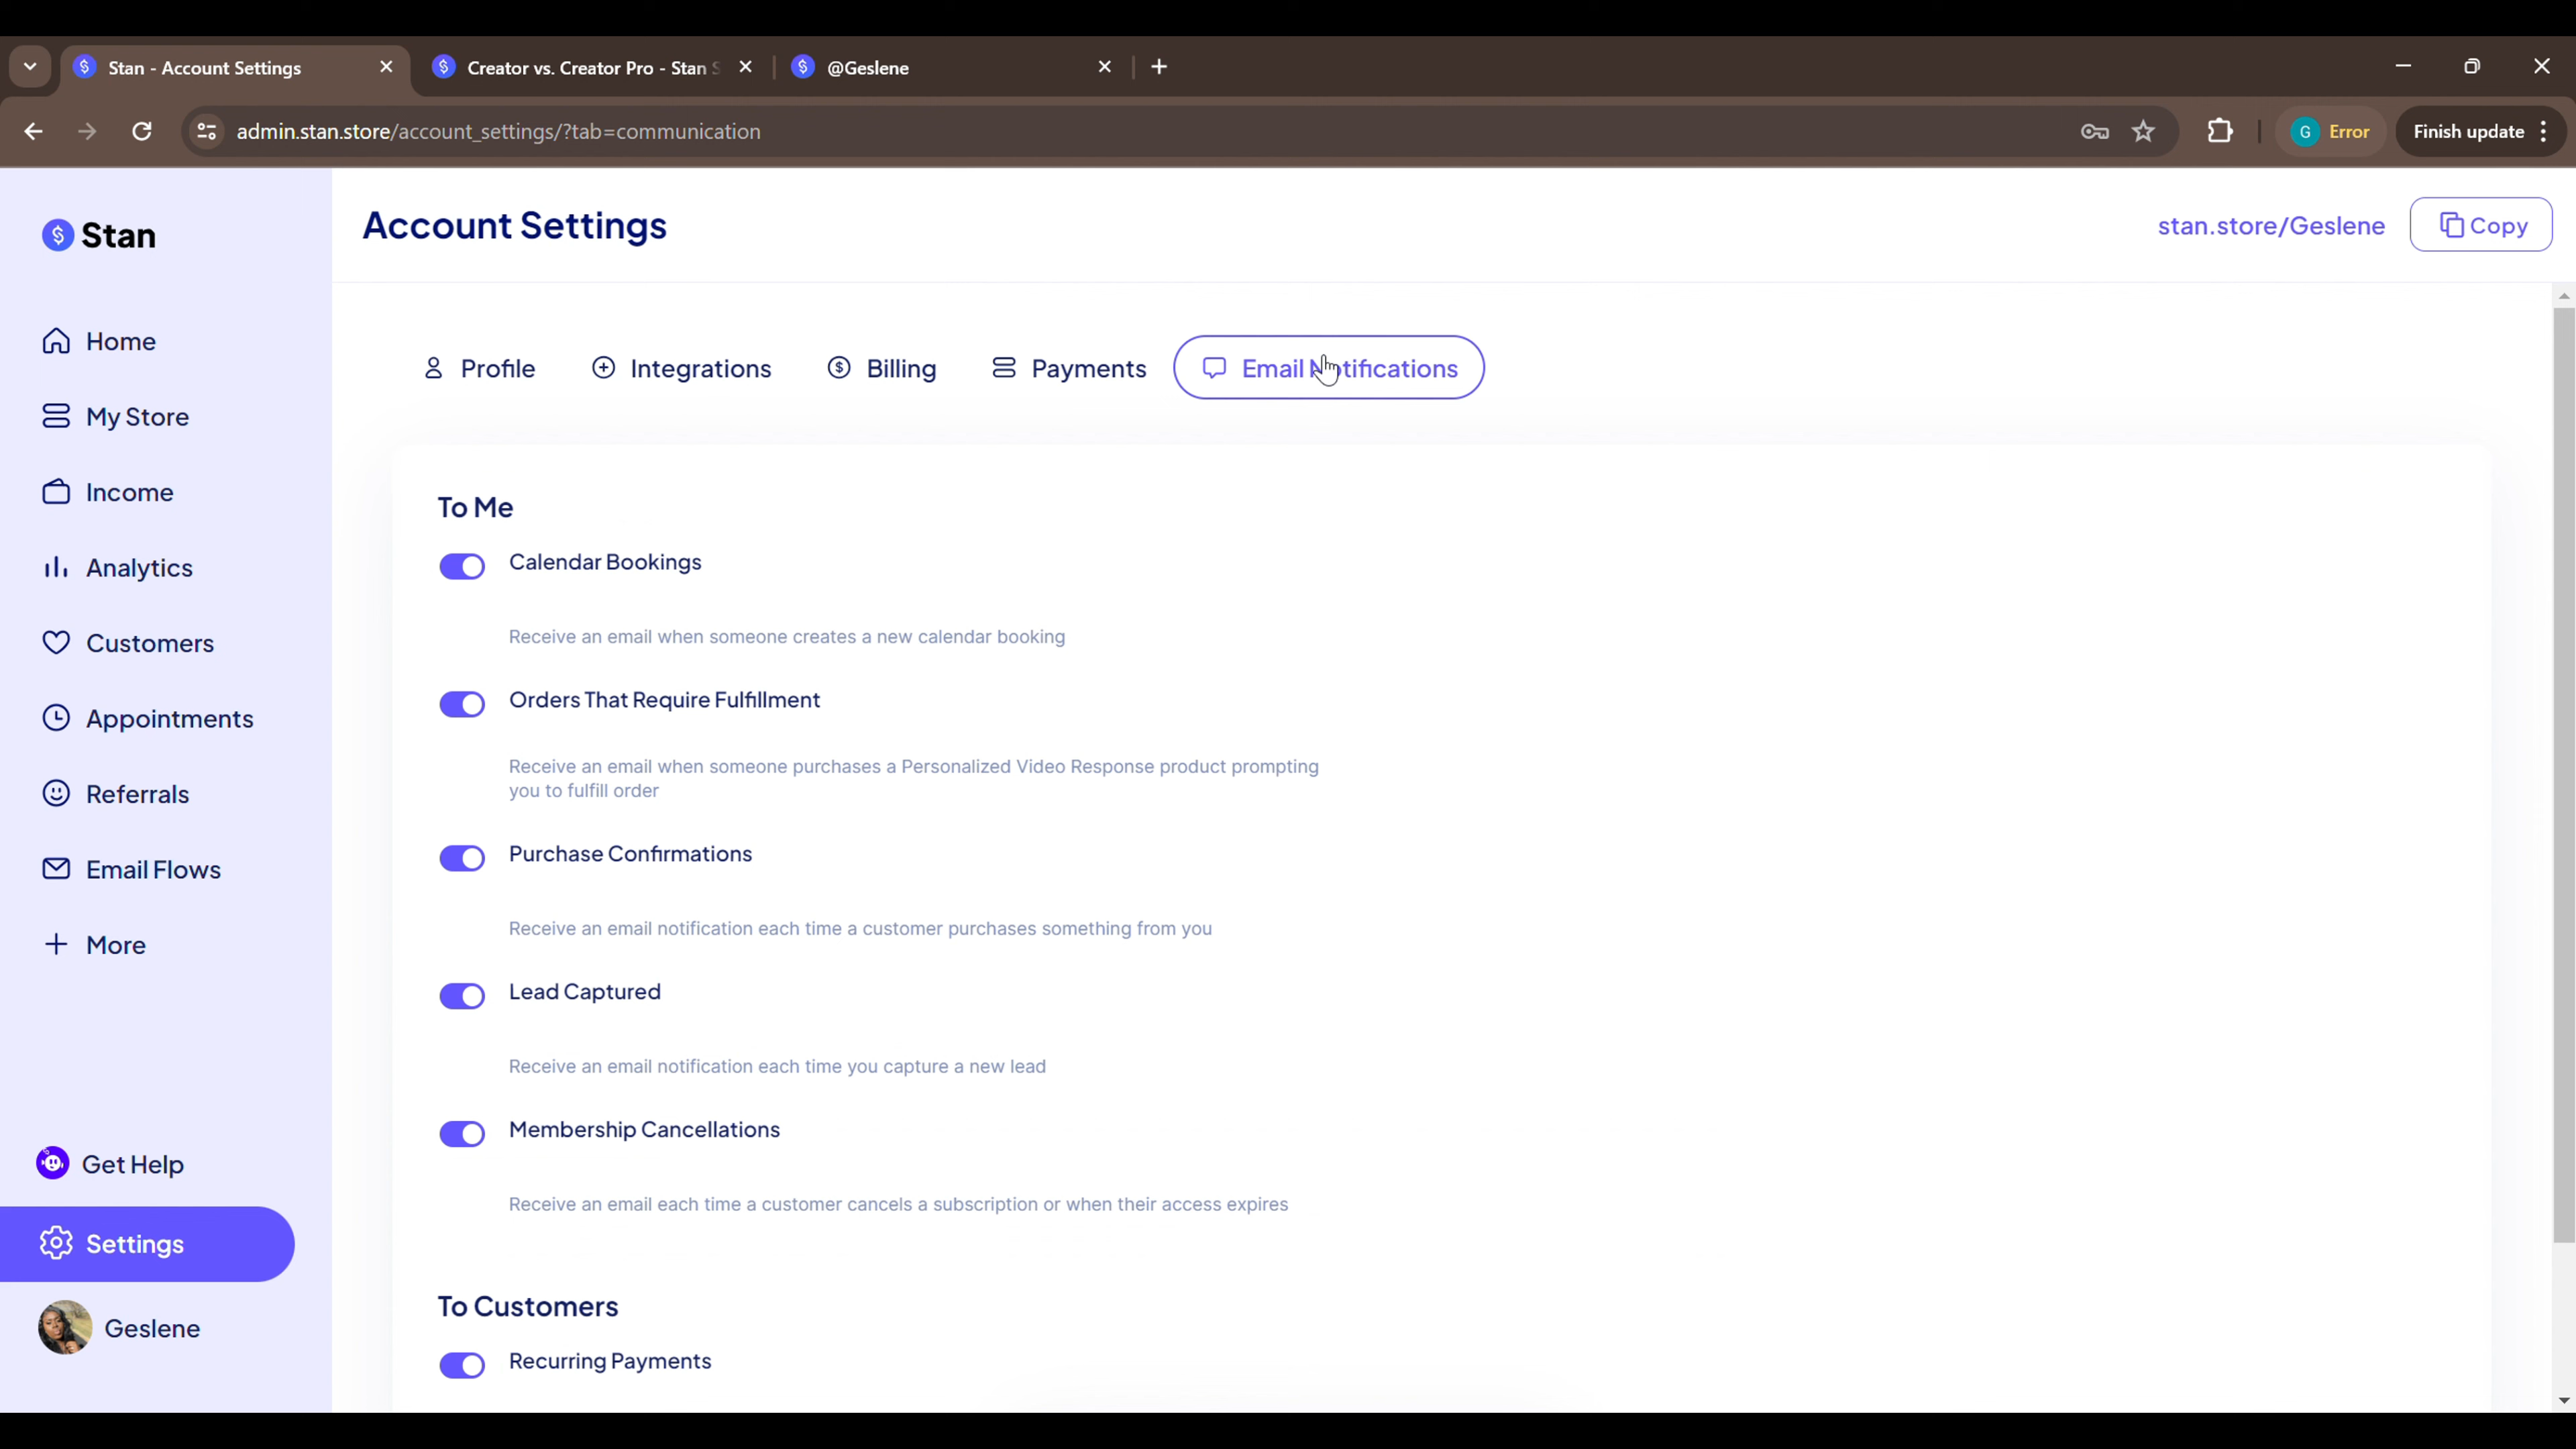 Stan - Account Settings
Creator vs. Creator Pro - Stan S
@Geslene
admin.stan.store/account_settings/?tab=communication
G Error
Finish update
Stan
Account Settings
stan.store/Geslene
Copy
Home
My Store
Income
Analytics
Customers
Appointments
Referrals
Email Flows
More
Get Help
Settings
Geslene
Profile
Integrations
Billing
Payments
Email Notifications
To Me
Calendar Bookings
Receive an email when someone creates a new calendar booking
Orders That Require Fulfillment
Receive an email when someone purchases a Personalized Video Response product prompting
you to fulfill order
Purchase Confirmations
Receive an email notification each time a customer purchases something from you
Lead Captured
Receive an email notification each time you capture a new lead
Membership Cancellations
Receive an email each time a customer cancels a subscription or when their access expires
To Customers
Recurring Payments